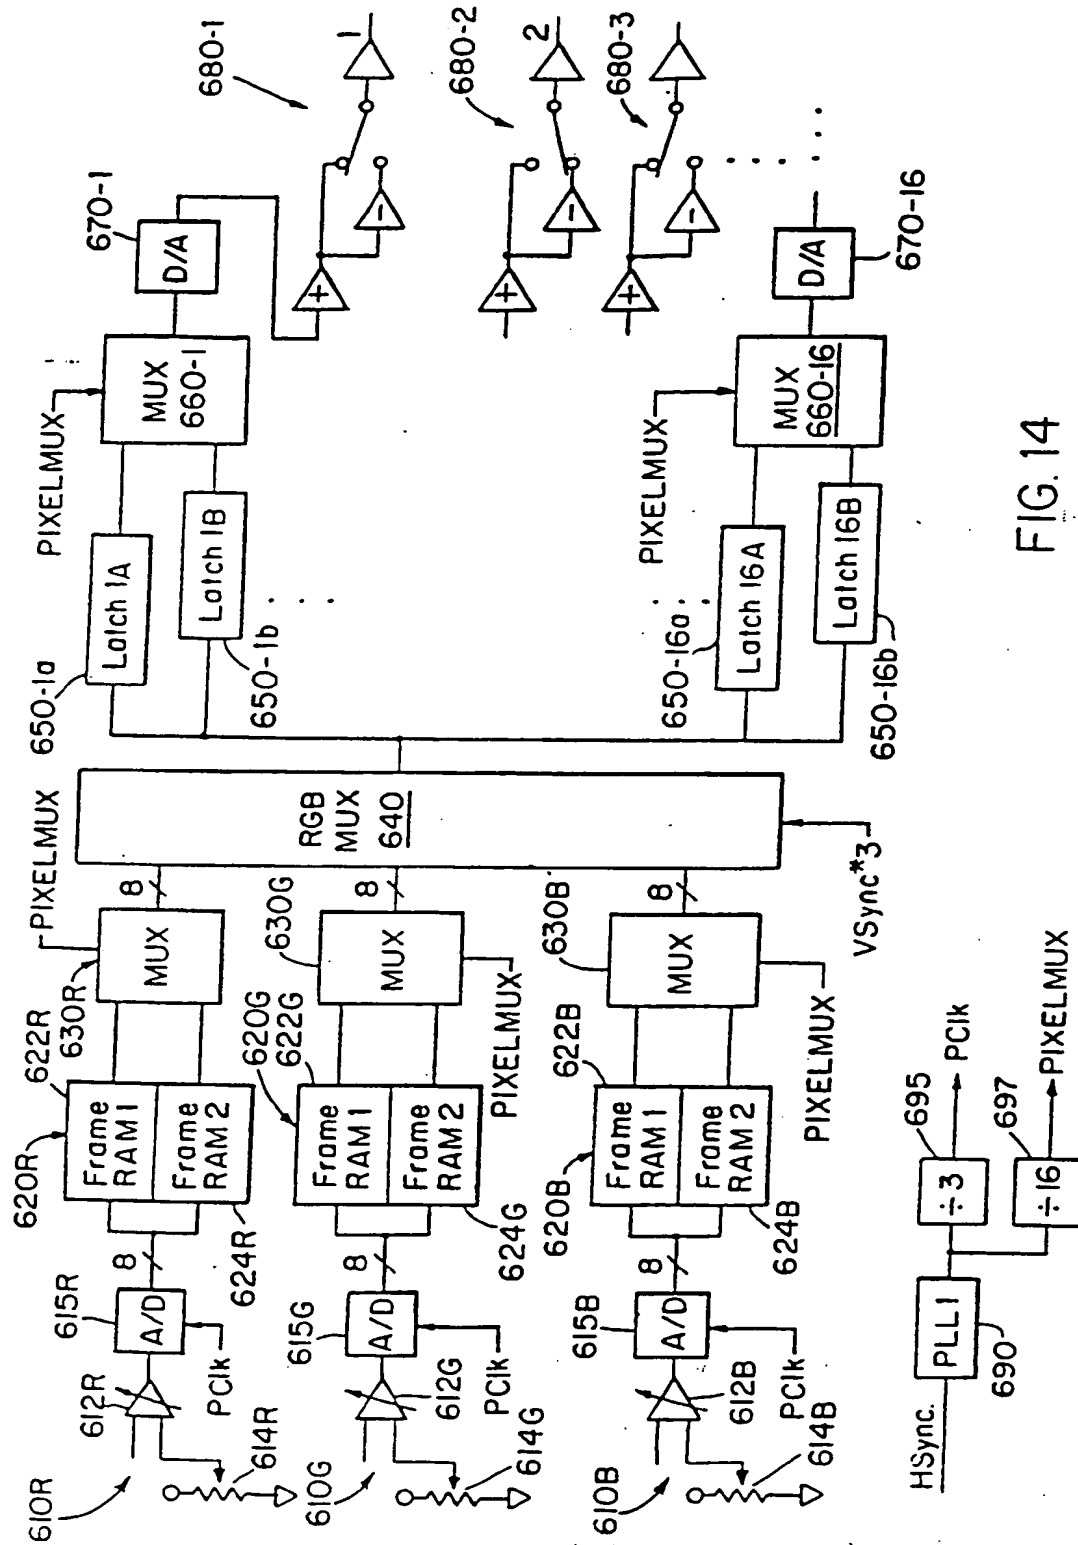 610R
612R
614R
615R
A/D
PClk
8
620R
622R
Frame
RAM 1
Frame
RAM 2
624R
630R
MUX
PIXELMUX
8
610G
612G
614G
615G
A/D
PClk
8
620G
622G
Frame
RAM 1
Frame
RAM 2
624G
630G
MUX
PIXELMUX
8
610B
612B
614B
615B
A/D
PClk
8
620B
622B
Frame
RAM 1
Frame
RAM 2
624B
630B
MUX
PIXELMUX
8
RGB
MUX
640
VSync*3
650-1a
Latch 1A
Latch 1B
650-1b
PIXELMUX
MUX
660-1
670-1
D/A
650-16a
Latch 16A
Latch 16B
650-16b
PIXELMUX
MUX
660-16
D/A
670-16
680-1
+
-
1
680-2
+
-
2
680-3
+
-
HSync.
PLL 1
690
695
÷3
PClk
697
÷16
PIXELMUX
FIG. 14